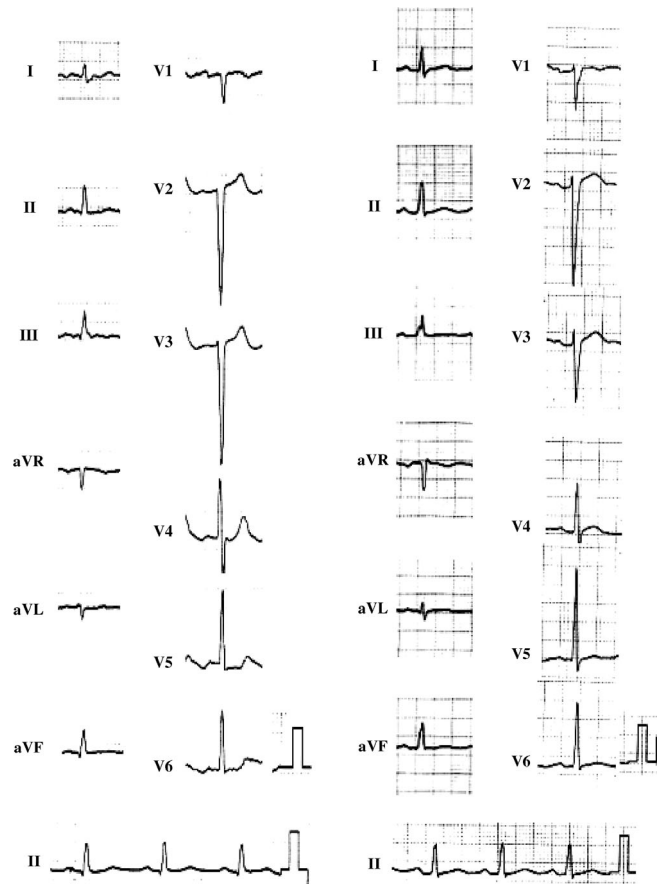 I V1 I V1
II V2 II V2
III V3 III V3
aVR aVR
V4 V4
aVL aVL
V5 V5
aVF V6 aVF V6
II II